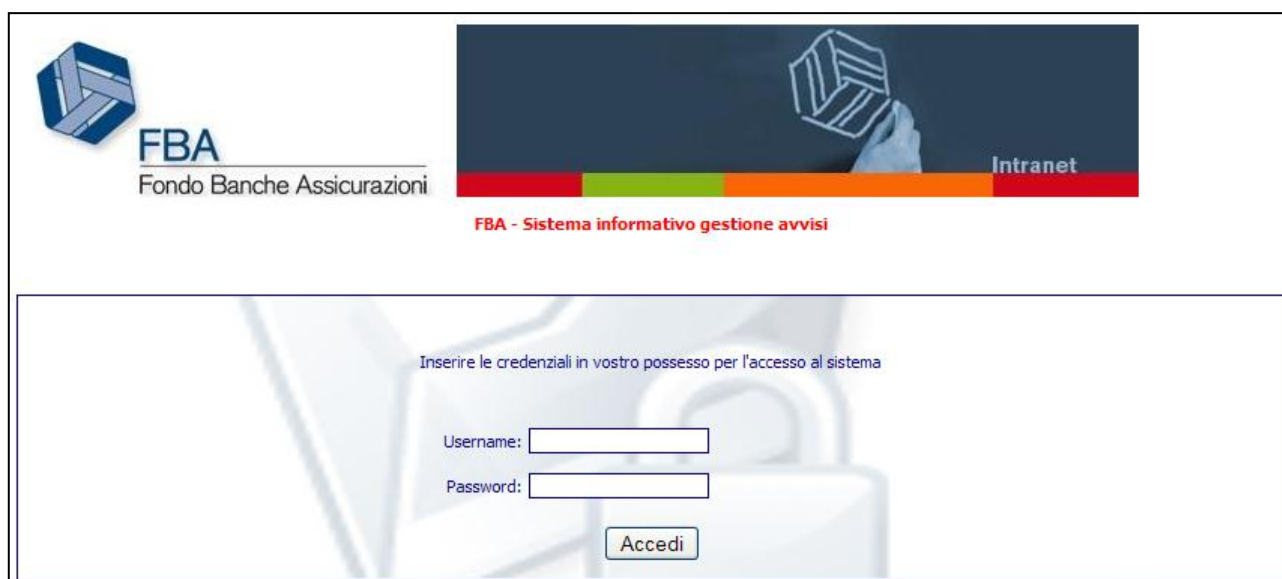 FBA
Fondo Banche Assicurazioni
Intranet
FBA - Sistema informativo gestione avvisi
Inserire le credenziali in vostro possesso per l'accesso al sistema
Username:
Password:
Accedi